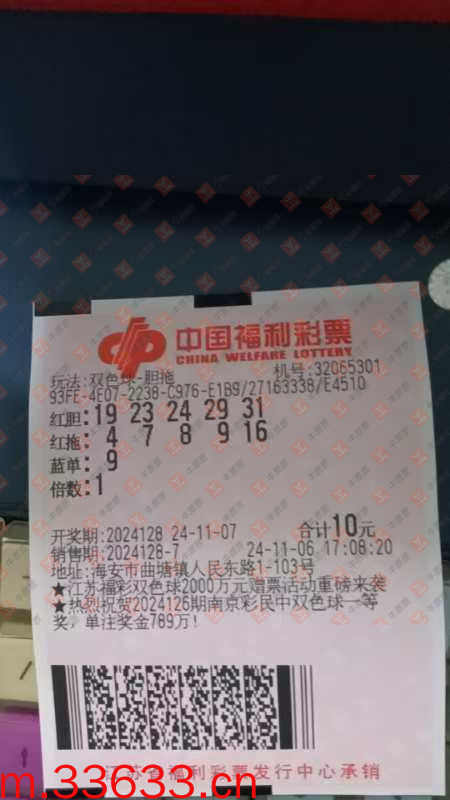 中国福利彩票
CHINA WELFARE LOTTERY
玩法:双色球-胆拖 机号:32065301
93FE-4E07-2238-C976-E1B9/27163338/E4510
红胆:19 23 24 29 31
红拖: 4 7 8 9 16
蓝单: 9
倍数:1
开奖期:2024128 24-11-07 合计10元
销售期:2024128-7 24-11-06 17:08:20
地址:海安市曲塘镇人民东路1-103号
★江苏福彩双色球2000万元赠票活动重磅来袭
★热烈祝贺2024126期南京彩民中双色球一等
奖,单注奖金789万!
江苏省福利彩票发行中心承销
m.33633.cn